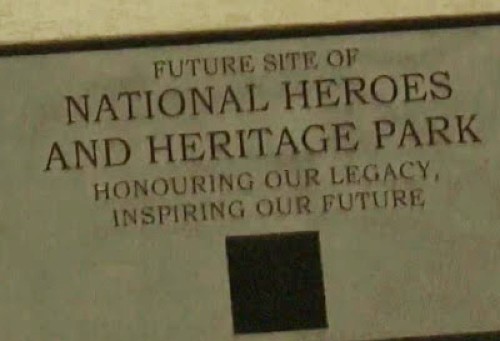 FUTURE SITE OF
NATIONAL HEROES
AND HERITAGE PARK
HONOURING OUR LEGACY,
INSPIRING OUR FUTURE